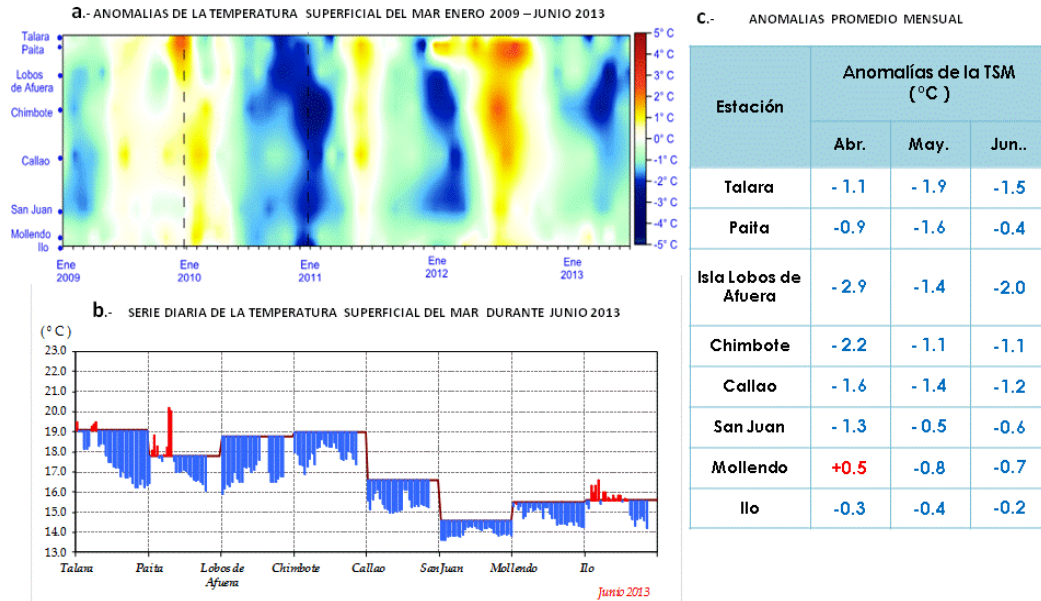 a.- ANOMALIAS DE LA TEMPERATURA SUPERFICIAL DEL MAR ENERO 2009 – JUNIO 2013
Talara
Paita
Lobos
de Afuera
Chimbote
Callao
San Juan
Mollendo
Ilo
5° C
4° C
3° C
2° C
1° C
0° C
-1° C
-2° C
-3° C
-4° C
-5° C
Ene Ene Ene Ene Ene
2009 2010 2011 2012 2013
b.- SERIE DIARIA DE LA TEMPERATURA SUPERFICIAL DEL MAR DURANTE JUNIO 2013
(°C)
23.0
22.0
21.0
20.0
19.0
18.0
17.0
16.0
15.0
14.0
13.0
Talara Paita Lobos de Chimbote Callao San Juan Mollendo Ilo
Afuera
Junio 2013
c.- ANOMALIAS PROMEDIO MENSUAL
Anomalías de la TSM
(°C )
Estación
Abr. May. Jun..
Talara - 1.1 - 1.9 -1.5
Paita -0.9 - 1.6 -0.4
Isla Lobos de
Afuera
- 2.9 - 1.4 - 2.0
Chimbote - 2.2 - 1.1 -1.1
Callao - 1.6 - 1.4 -1.2
San Juan - 1.3 - 0.5 -0.6
Mollendo +0.5 -0.8 -0.7
Ilo -0.3 -0.4 -0.2